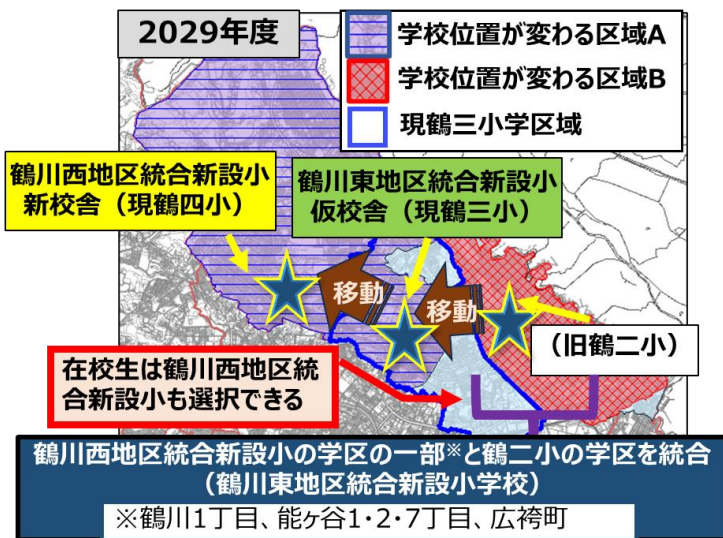 2029年度
学校位置が変わる区域A
学校位置が変わる区域B
現鶴三小学区域
鶴川西地区統合新設小
新校舎（現鶴四小）
鶴川東地区統合新設小
仮校舎（現鶴三小）
移動
移動
（旧鶴二小）
在校生は鶴川西地区統
合新設小も選択できる
鶴川西地区統合新設小の学区の一部※と鶴二小の学区を統合
（鶴川東地区統合新設小学校）
※鶴川1丁目、能ヶ谷1・2・7丁目、広袴町